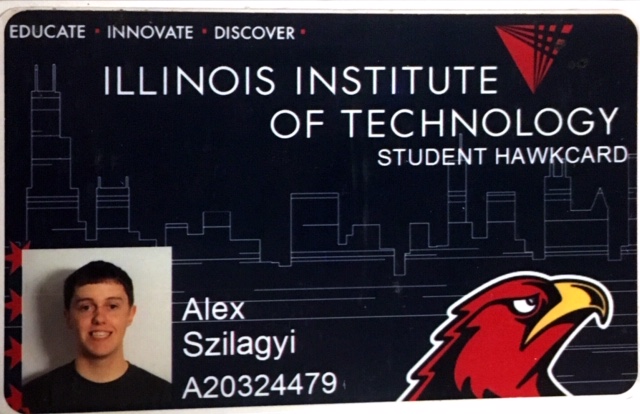 EDUCATE • INNOVATE • DISCOVER •
ILLINOIS INSTITUTE
OF TECHNOLOGY
STUDENT HAWKCARD
Alex
Szilagyi
A20324479